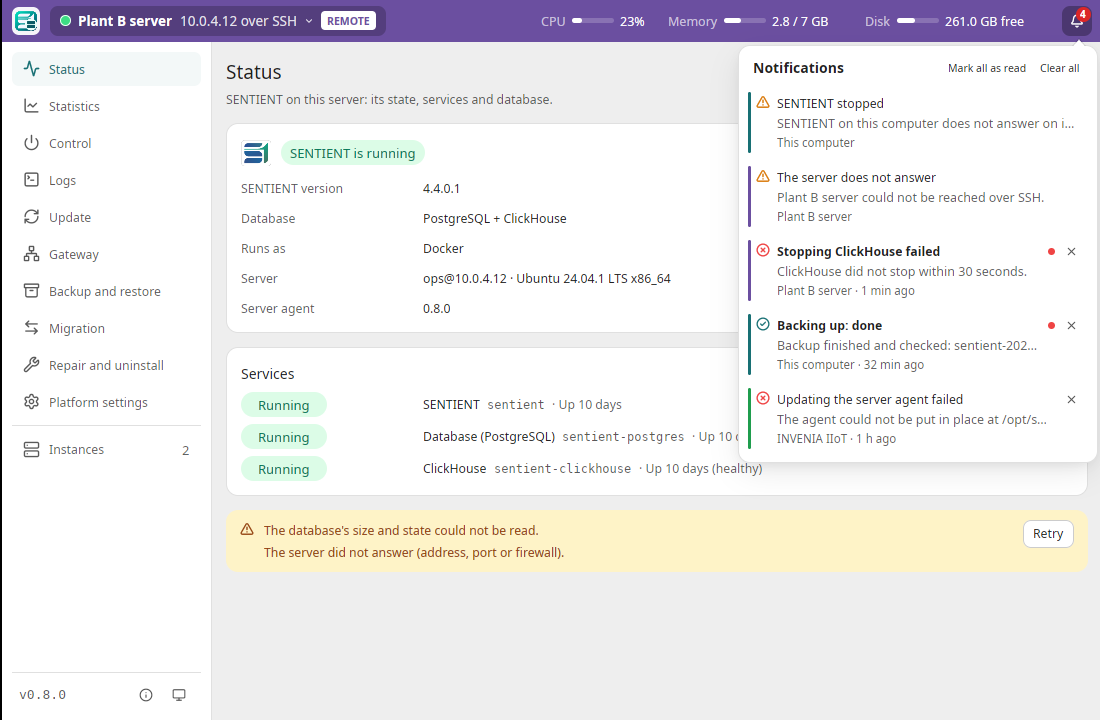 Plant B server 10.0.4.12 over SSH REMOTE CPU 23% Memory 2.8 / 7 GB Disk 261.0 GB free 4
Status
Statistics
Control
Logs
Update
Gateway
Backup and restore
Migration
Repair and uninstall
Platform settings
Instances 2
v0.8.0
Status
SENTIENT on this server: its state, services and database.
SENTIENT is running
SENTIENT version 4.4.0.1
Database PostgreSQL + ClickHouse
Runs as Docker
Server ops@10.0.4.12 · Ubuntu 24.04.1 LTS x86_64
Server agent 0.8.0
Services
Running SENTIENT sentient · Up 10 days
Running Database (PostgreSQL) sentient-postgres · Up 10 d
Running ClickHouse sentient-clickhouse · Up 10 days (healthy)
The database's size and state could not be read.
The server did not answer (address, port or firewall).
Retry
Notifications Mark all as read Clear all
SENTIENT stopped
SENTIENT on this computer does not answer on i…
This computer
The server does not answer
Plant B server could not be reached over SSH.
Plant B server
Stopping ClickHouse failed
ClickHouse did not stop within 30 seconds.
Plant B server · 1 min ago
Backing up: done
Backup finished and checked: sentient-202…
This computer · 32 min ago
Updating the server agent failed
The agent could not be put in place at /opt/s…
INVENIA IIoT · 1 h ago